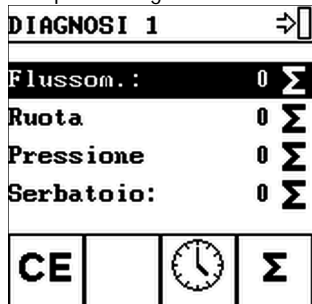 DIAGNOSI 1
Flussom.: 0 Σ
Ruota 0 Σ
Pressione 0 Σ
Serbatoio: 0 Σ
CE Σ